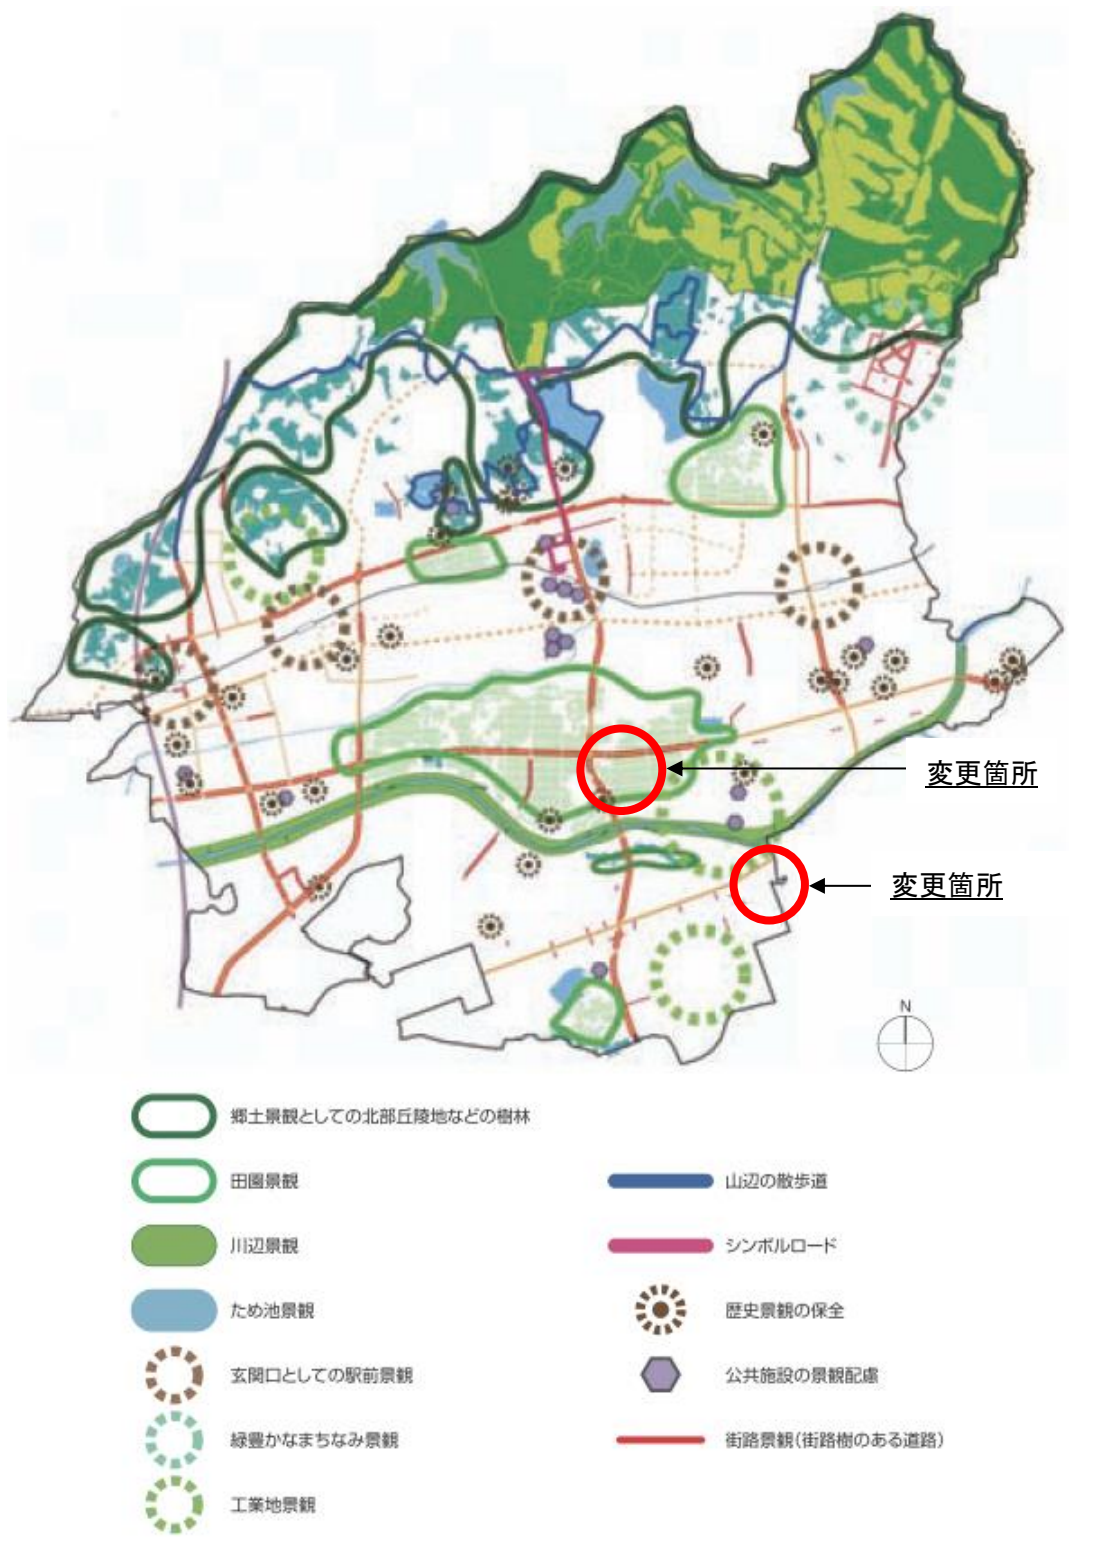 変更箇所
変更箇所
N
郷土景観としての北部丘陵地などの樹林
田園景観
山辺の散歩道
川辺景観
シンボルロード
ため池景観
歴史景観の保全
玄関口としての駅前景観
公共施設の景観配慮
緑豊かなまちなみ景観
街路景観(街路樹のある道路)
工業地景観